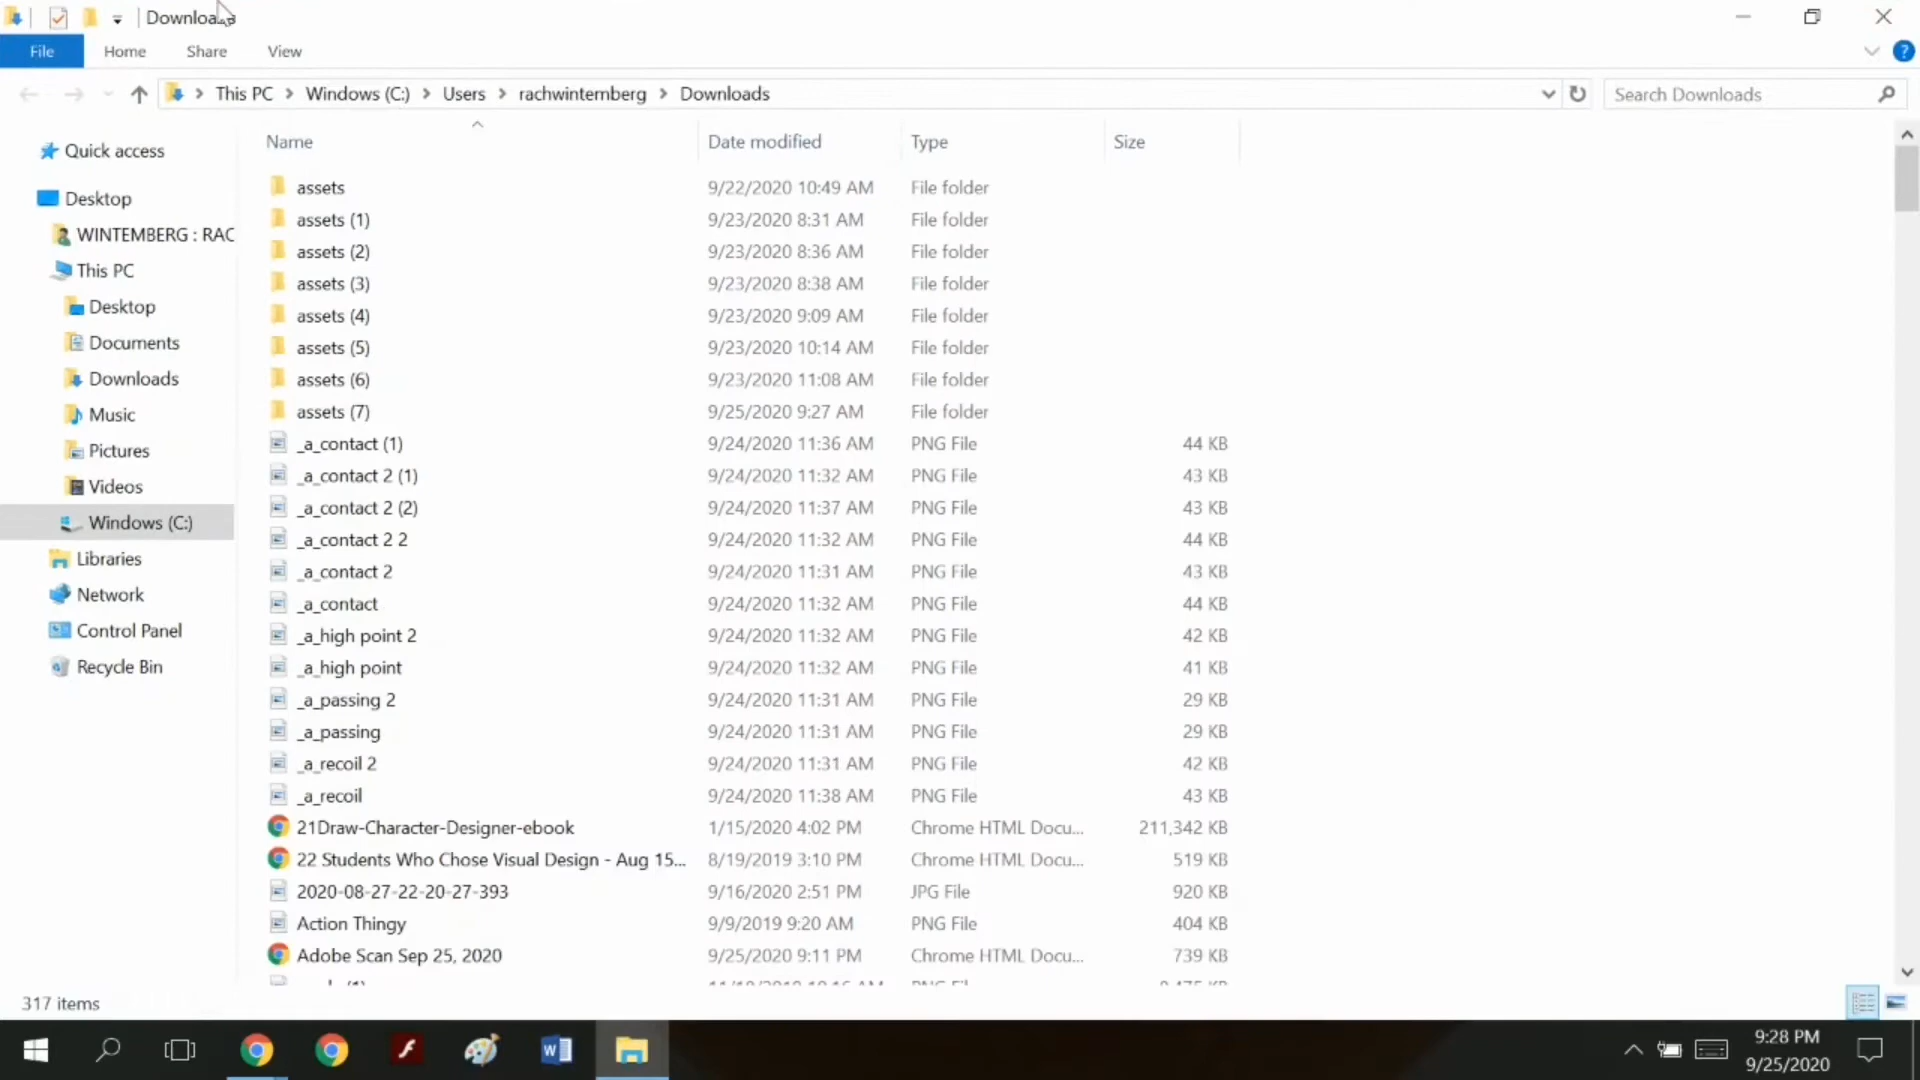 Downloads
File Home Share View
This PC > Windows (C:) > Users > rachwintemberg > Downloads
Search Downloads
Name Date modified Type Size
Quick access
Desktop
WINTEMBERG : RAC
This PC
Desktop
Documents
Downloads
Music
Pictures
Videos
Windows (C:)
Libraries
Network
Control Panel
Recycle Bin
assets 9/22/2020 10:49 AM File folder
assets (1) 9/23/2020 8:31 AM File folder
assets (2) 9/23/2020 8:36 AM File folder
assets (3) 9/23/2020 8:38 AM File folder
assets (4) 9/23/2020 9:09 AM File folder
assets (5) 9/23/2020 10:14 AM File folder
assets (6) 9/23/2020 11:08 AM File folder
assets (7) 9/25/2020 9:27 AM File folder
_a_contact (1) 9/24/2020 11:36 AM PNG File 44 KB
_a_contact 2 (1) 9/24/2020 11:32 AM PNG File 43 KB
_a_contact 2 (2) 9/24/2020 11:37 AM PNG File 43 KB
_a_contact 2 2 9/24/2020 11:32 AM PNG File 44 KB
_a_contact 2 9/24/2020 11:31 AM PNG File 43 KB
_a_contact 9/24/2020 11:32 AM PNG File 44 KB
_a_high point 2 9/24/2020 11:32 AM PNG File 42 KB
_a_high point 9/24/2020 11:32 AM PNG File 41 KB
_a_passing 2 9/24/2020 11:31 AM PNG File 29 KB
_a_passing 9/24/2020 11:31 AM PNG File 29 KB
_a_recoil 2 9/24/2020 11:31 AM PNG File 42 KB
_a_recoil 9/24/2020 11:38 AM PNG File 43 KB
21Draw-Character-Designer-ebook 1/15/2020 4:02 PM Chrome HTML Docu... 211,342 KB
22 Students Who Chose Visual Design - Aug 15... 8/19/2019 3:10 PM Chrome HTML Docu... 519 KB
2020-08-27-22-20-27-393 9/16/2020 2:51 PM JPG File 920 KB
Action Thingy 9/9/2019 9:20 AM PNG File 404 KB
Adobe Scan Sep 25, 2020 9/25/2020 9:11 PM Chrome HTML Docu... 739 KB
317 items
9:28 PM
9/25/2020